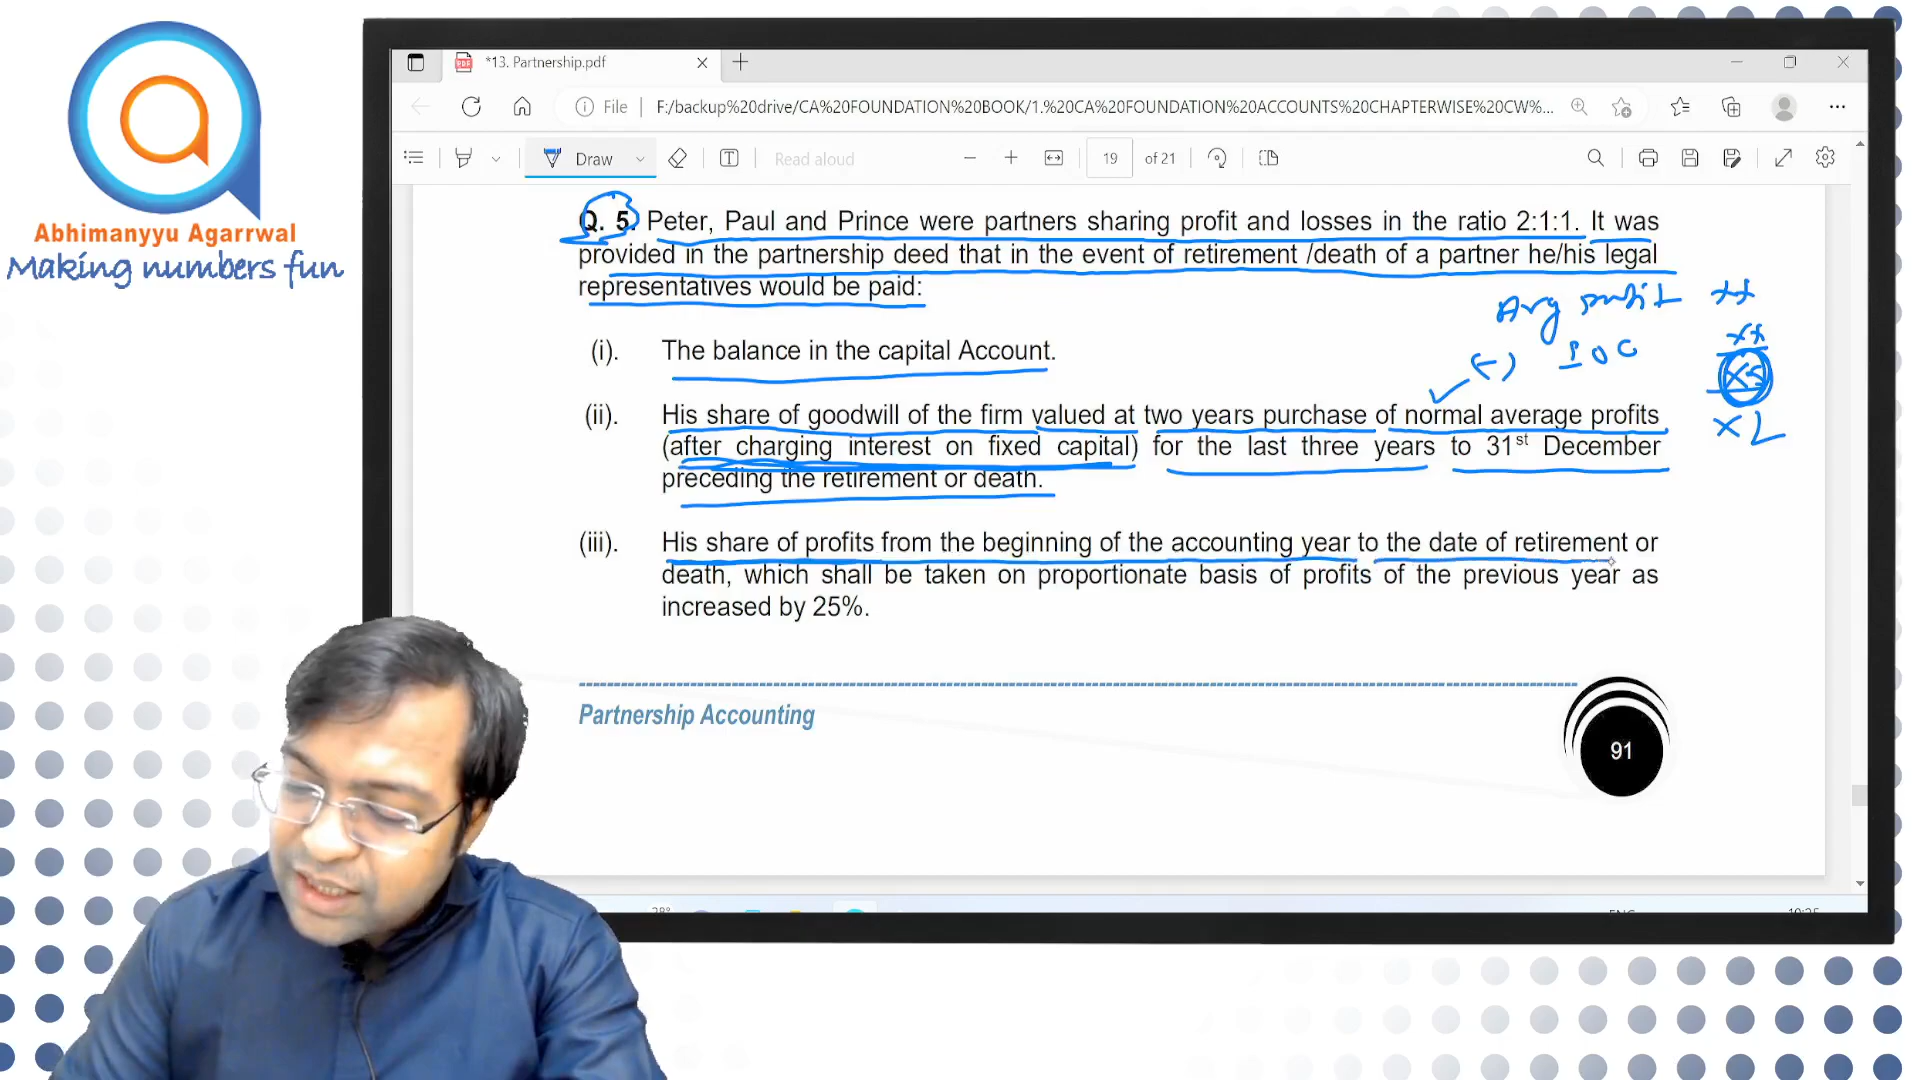 Abhimanyyu Agarrwal
Making numbers fun
*13. Partnership.pdf
File
F:/backup%20drive/CA%20FOUNDATION%20BOOK/1.%20CA%20FOUNDATION%20ACCOUNTS%20CHAPTERWISE%20CW%...
Draw
Read aloud
19 of 21
Q. 5. Peter, Paul and Prince were partners sharing profit and losses in the ratio 2:1:1. It was
provided in the partnership deed that in the event of retirement /death of a partner he/his legal
representatives would be paid:
Avg profit xx
(i). The balance in the capital Account.
(-) IOC xx
(ii). His share of goodwill of the firm valued at two years purchase of normal average profits
(after charging interest on fixed capital) for the last three years to 31st December
preceding the retirement or death.
(iii). His share of profits from the beginning of the accounting year to the date of retirement or
death, which shall be taken on proportionate basis of profits of the previous year as
increased by 25%.
Partnership Accounting
91